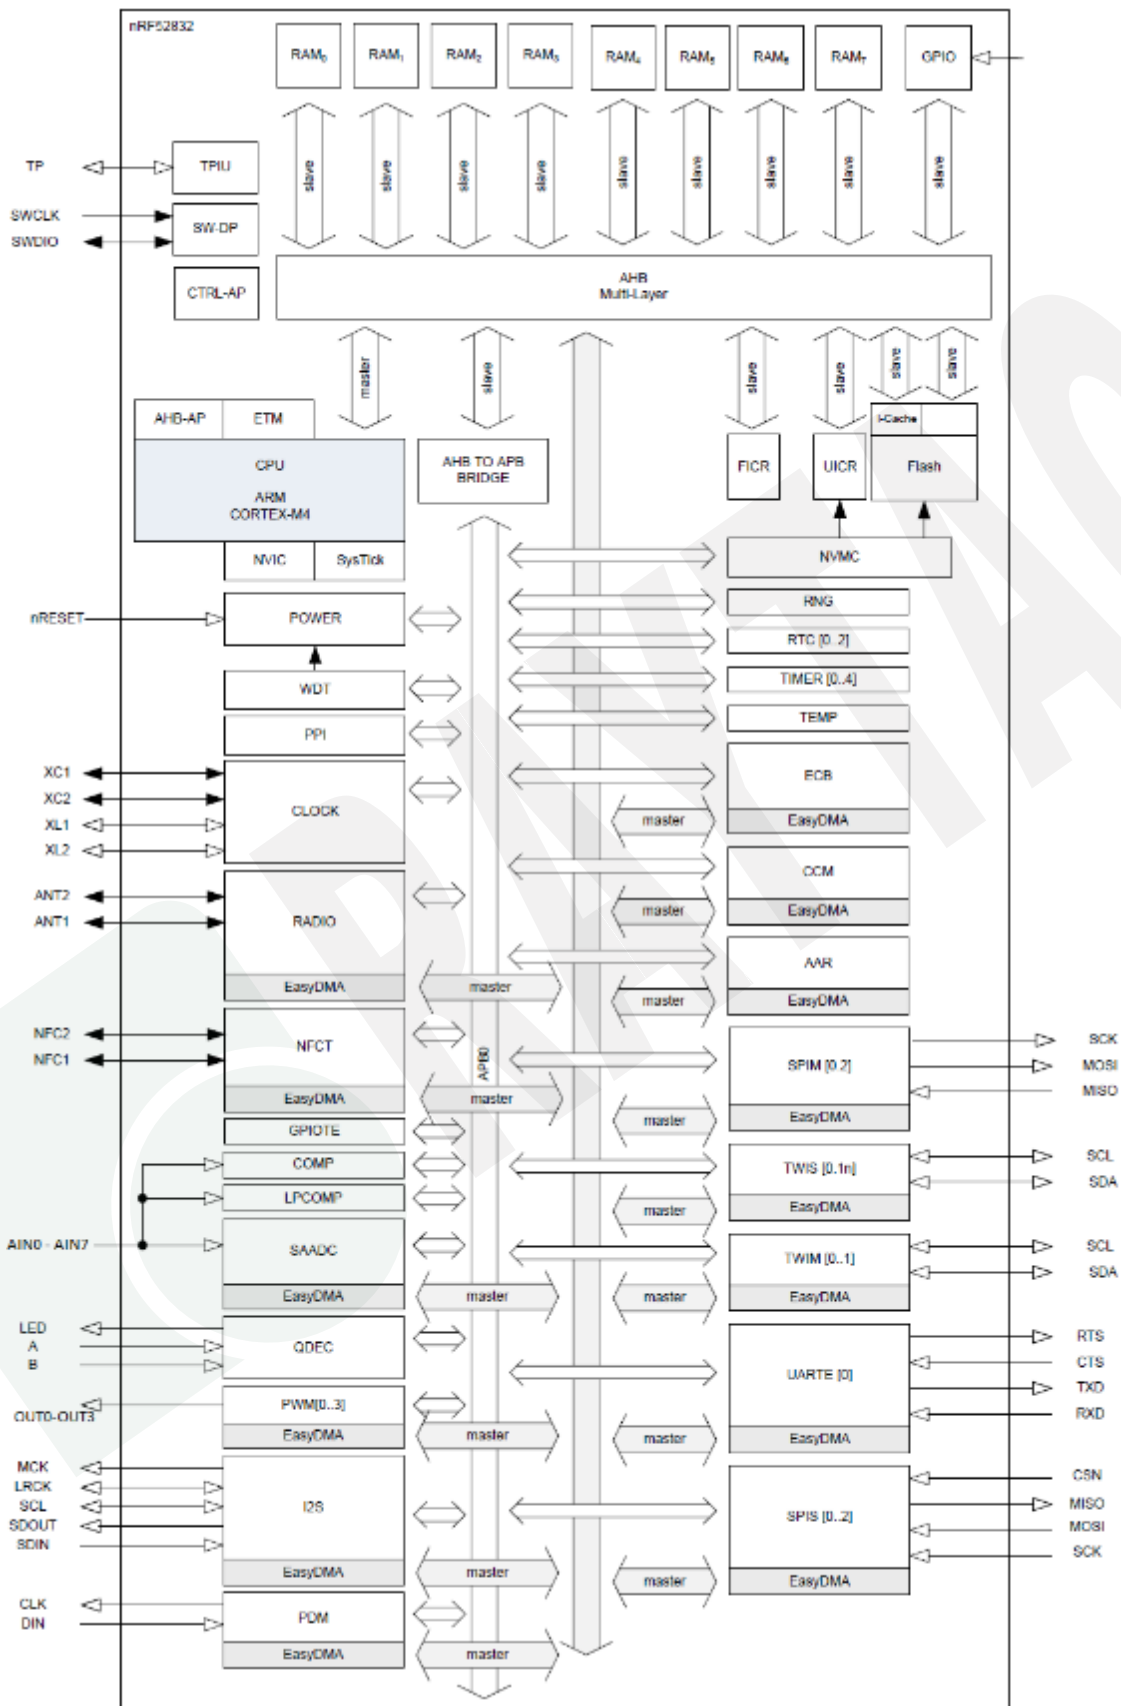 nRF52832
RAM0 RAM1 RAM2 RAM3 RAM4 RAM5 RAM6 RAM7 GPIO
slave slave slave slave slave slave slave slave slave
TP TPIU
SWCLK
SW-DP
SWDIO
CTRL-AP
AHB
Multi-Layer
master slave slave slave slave slave
AHB-AP ETM
I-Cache
CPU
ARM
CORTEX-M4
AHB TO APB
BRIDGE
FICR UICR Flash
NVIC SysTick
NVMC
nRESET POWER
RNG
RTC [0..2]
WDT
TIMER [0..4]
PPI
TEMP
XC1
XC2
XL1
XL2
CLOCK
ECB
master EasyDMA
CCM
master EasyDMA
ANT2
ANT1
RADIO
EasyDMA master
AAR
master EasyDMA
NFC2
NFC1
NFCT
EasyDMA master
APB0
SPIM [0.2]
master EasyDMA
SCK
MOSI
MISO
GPIOTE
COMP
LPCOMP
AIN0 - AIN7 SAADC
EasyDMA master
TWIS [0.1n]
master EasyDMA
SCL
SDA
TWIM [0..1]
master EasyDMA
SCL
SDA
LED
A
B
QDEC
OUT0-OUT3
PWM[0..3]
EasyDMA master
UARTE [0]
master EasyDMA
RTS
CTS
TXD
RXD
MCK
LRCK
SCL
SDOUT
SDIN
I2S
EasyDMA master
SPIS [0..2]
master EasyDMA
CSN
MISO
MOSI
SCK
CLK
DIN
PDM
EasyDMA master
RAYTAC